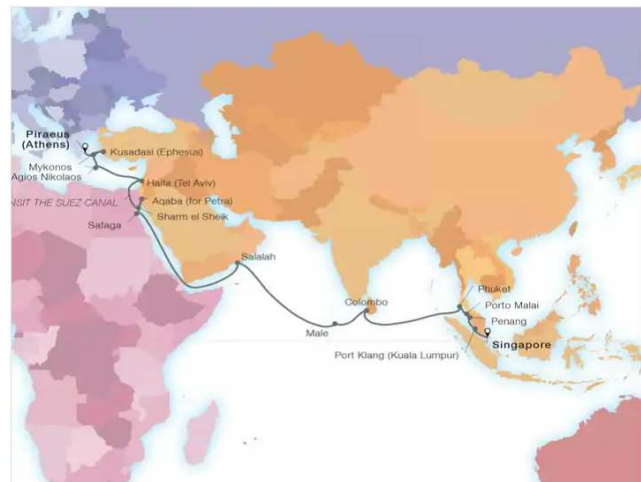 Piraeus
(Athens)
Kusadasi (Ephesus)
Mykonos
Agios Nikolaos
Haifa (Tel Aviv)
ISIT THE SUEZ CANAL
Aqaba (for Petra)
Sharm el Sheik
Safaga
Salalah
Colombo
Male
Phuket
Porto Malai
Penang
Singapore
Port Klang (Kuala Lumpur)